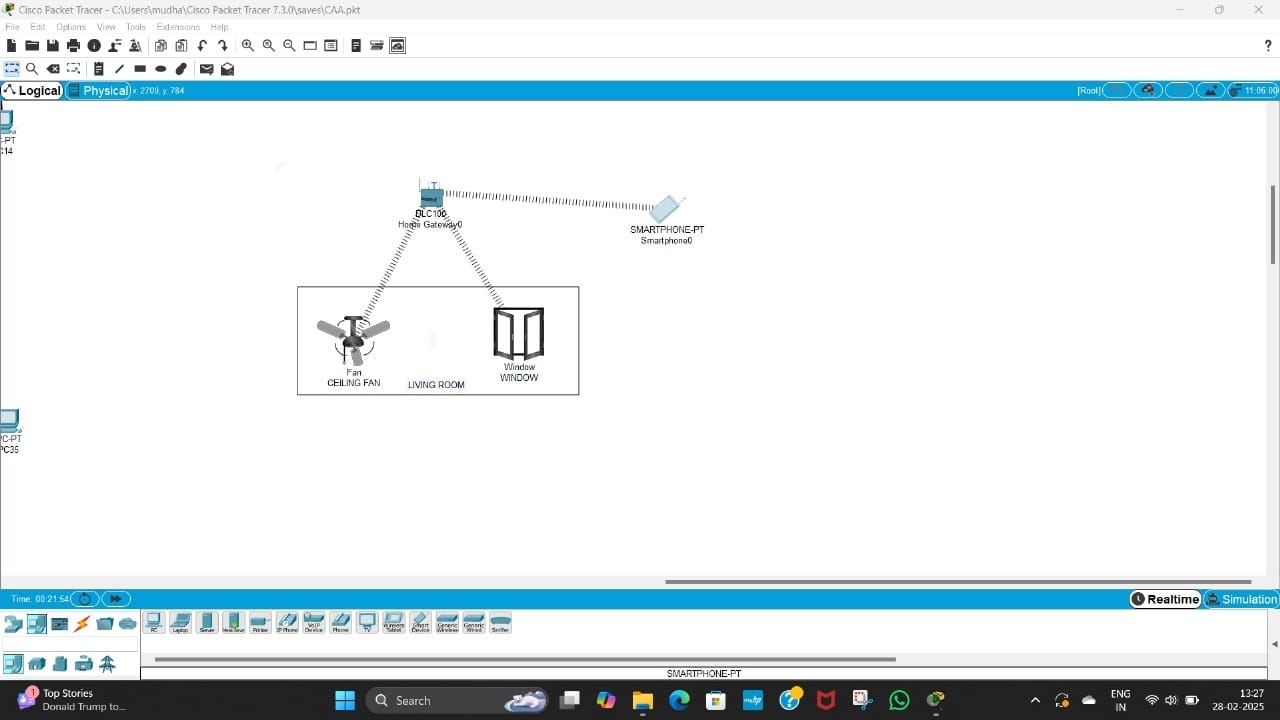 Cisco Packet Tracer - C:\Users\mudha\Cisco Packet Tracer 7.3.0\saves\CAA.pkt
File Edit Options View Tools Extensions Help
?
Logical Physical x: 2709, y: 784 [Root] 11:06:00
C-PT
C14
DLC100
Home Gateway0
SMARTPHONE-PT
Smartphone0
Fan
CEILING FAN
LIVING ROOM
Window
WINDOW
PC-PT
PC35
Time: 00:21:54 Realtime Simulation
PC Laptop Server Printer IP Phone VoIP Device Phone TV Wireless Tablet Smart Device Generic Wireless Generic Wired Sniffer
SMARTPHONE-PT
1
Top Stories
Donald Trump to...
Search
myhp
ENG
IN
13:27
28-02-2025